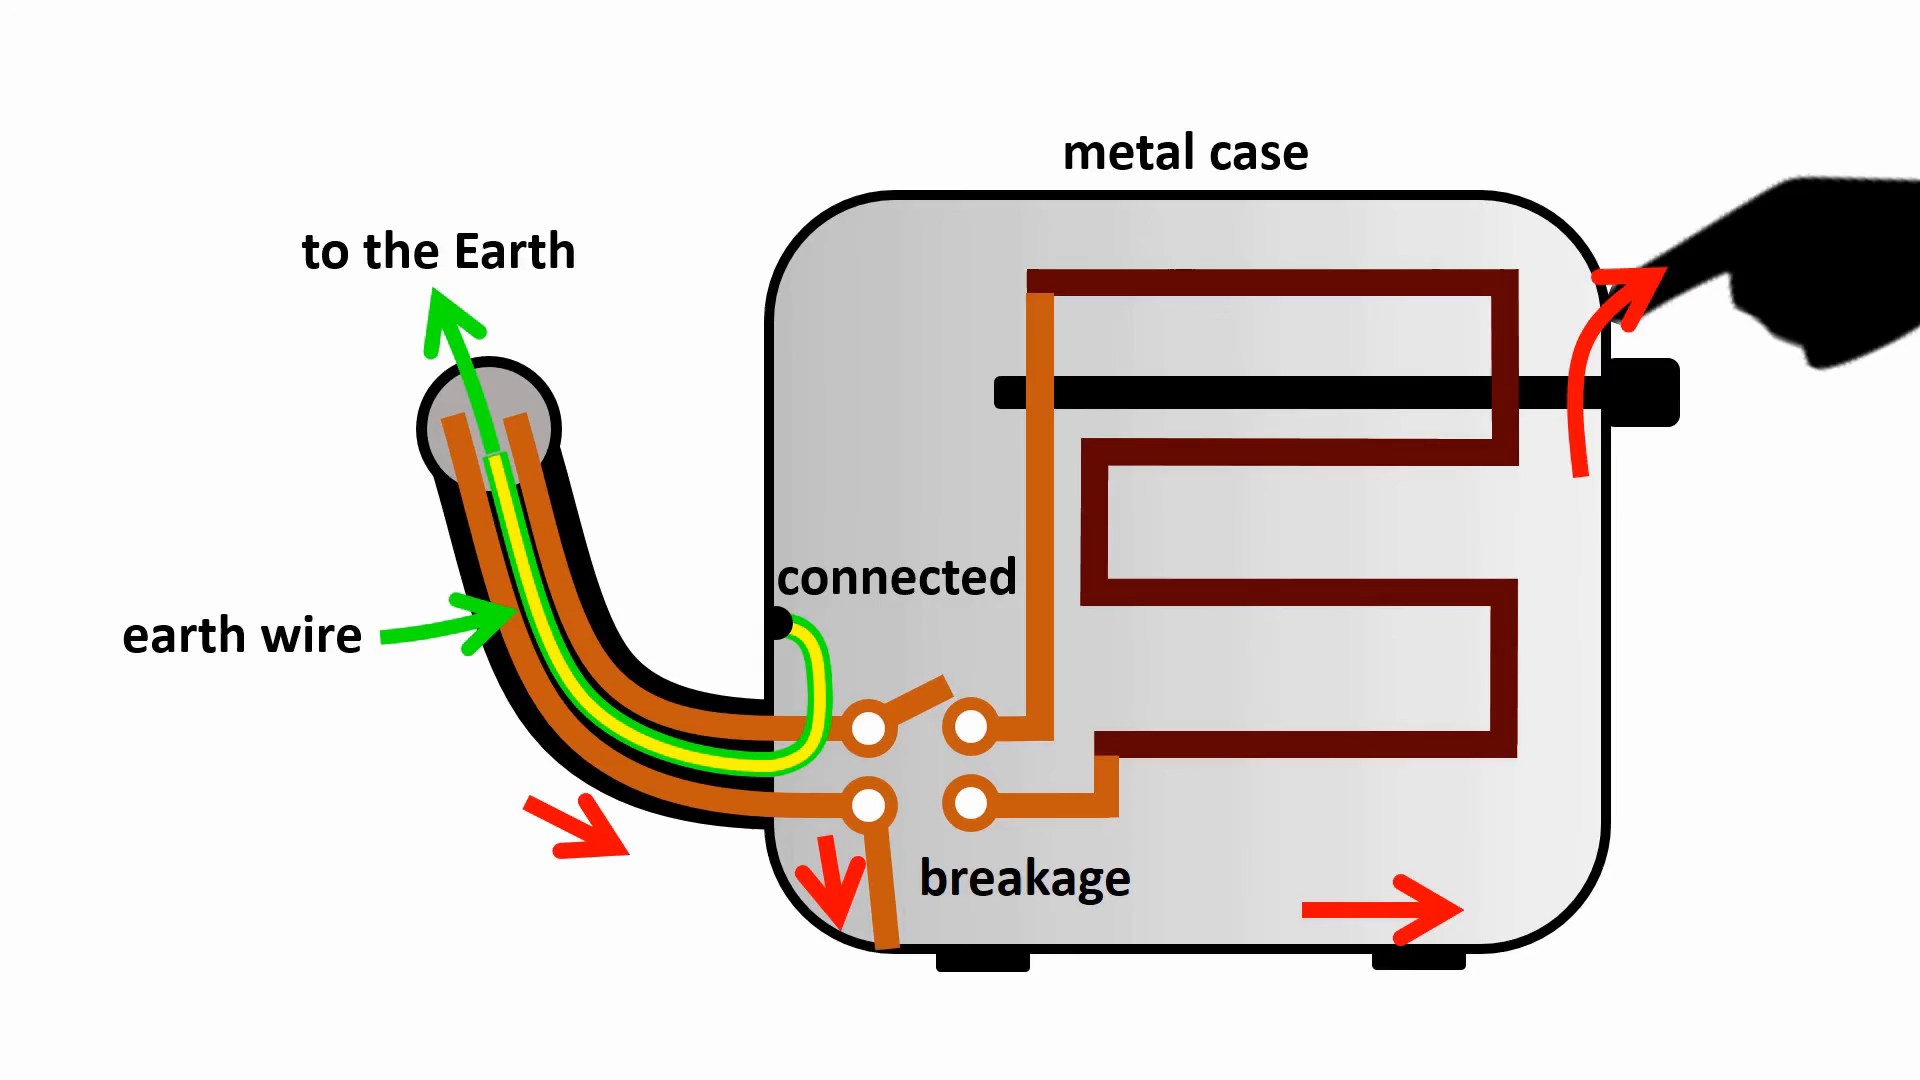 metal case
to the Earth
connected
earth wire
breakage